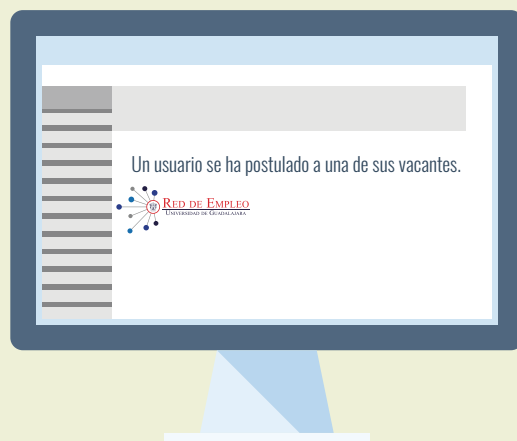 Un usuario se ha postulado a una de sus vacantes.
RED DE EMPLEO
UNIVERSIDAD DE GUADALAJARA